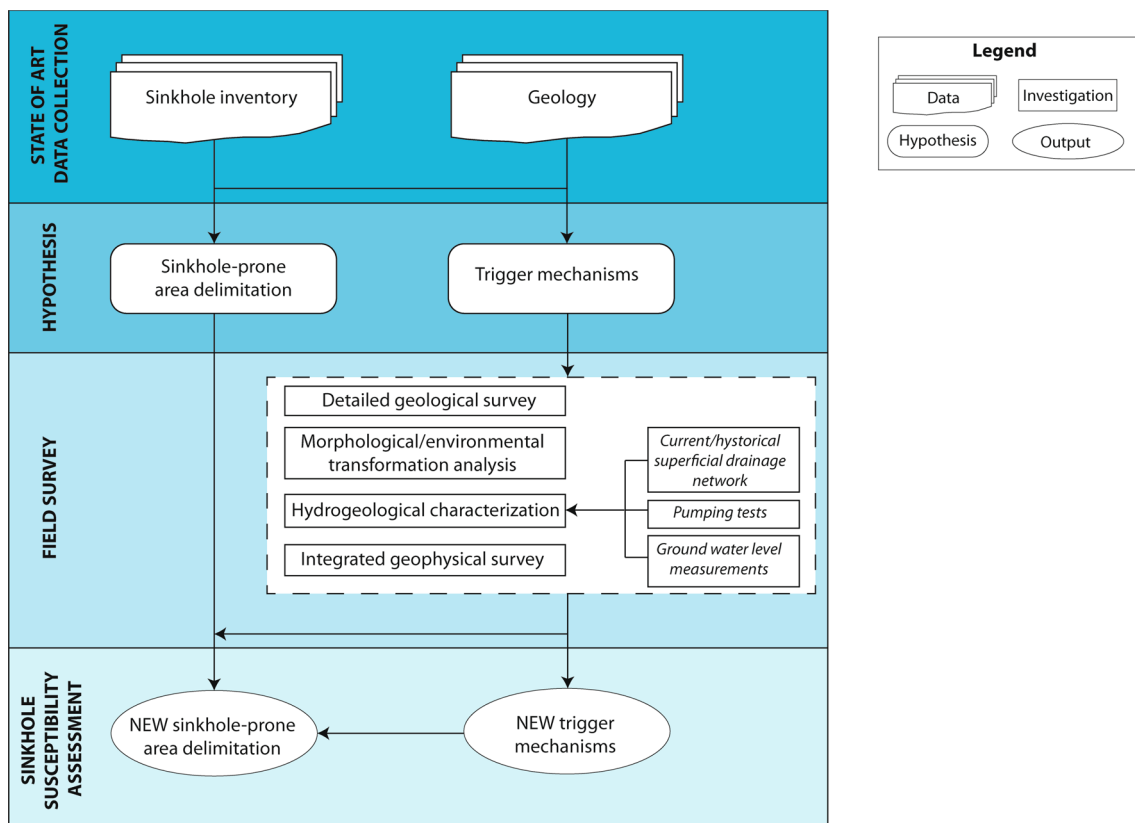 STATE OF ART
DATA COLLECTION
Sinkhole inventory
Geology
HYPOTHESIS
Sinkhole-prone
area delimitation
Trigger mechanisms
FIELD SURVEY
Detailed geological survey
Morphological/environmental
transformation analysis
Hydrogeological characterization
Integrated geophysical survey
Current/hystorical
superficial drainage
network
Pumping tests
Ground water level
measurements
SINKHOLE
SUSCEPTIBILITY
ASSESSMENT
NEW sinkhole-prone
area delimitation
NEW trigger
mechanisms
Legend
Data
Investigation
Hypothesis
Output